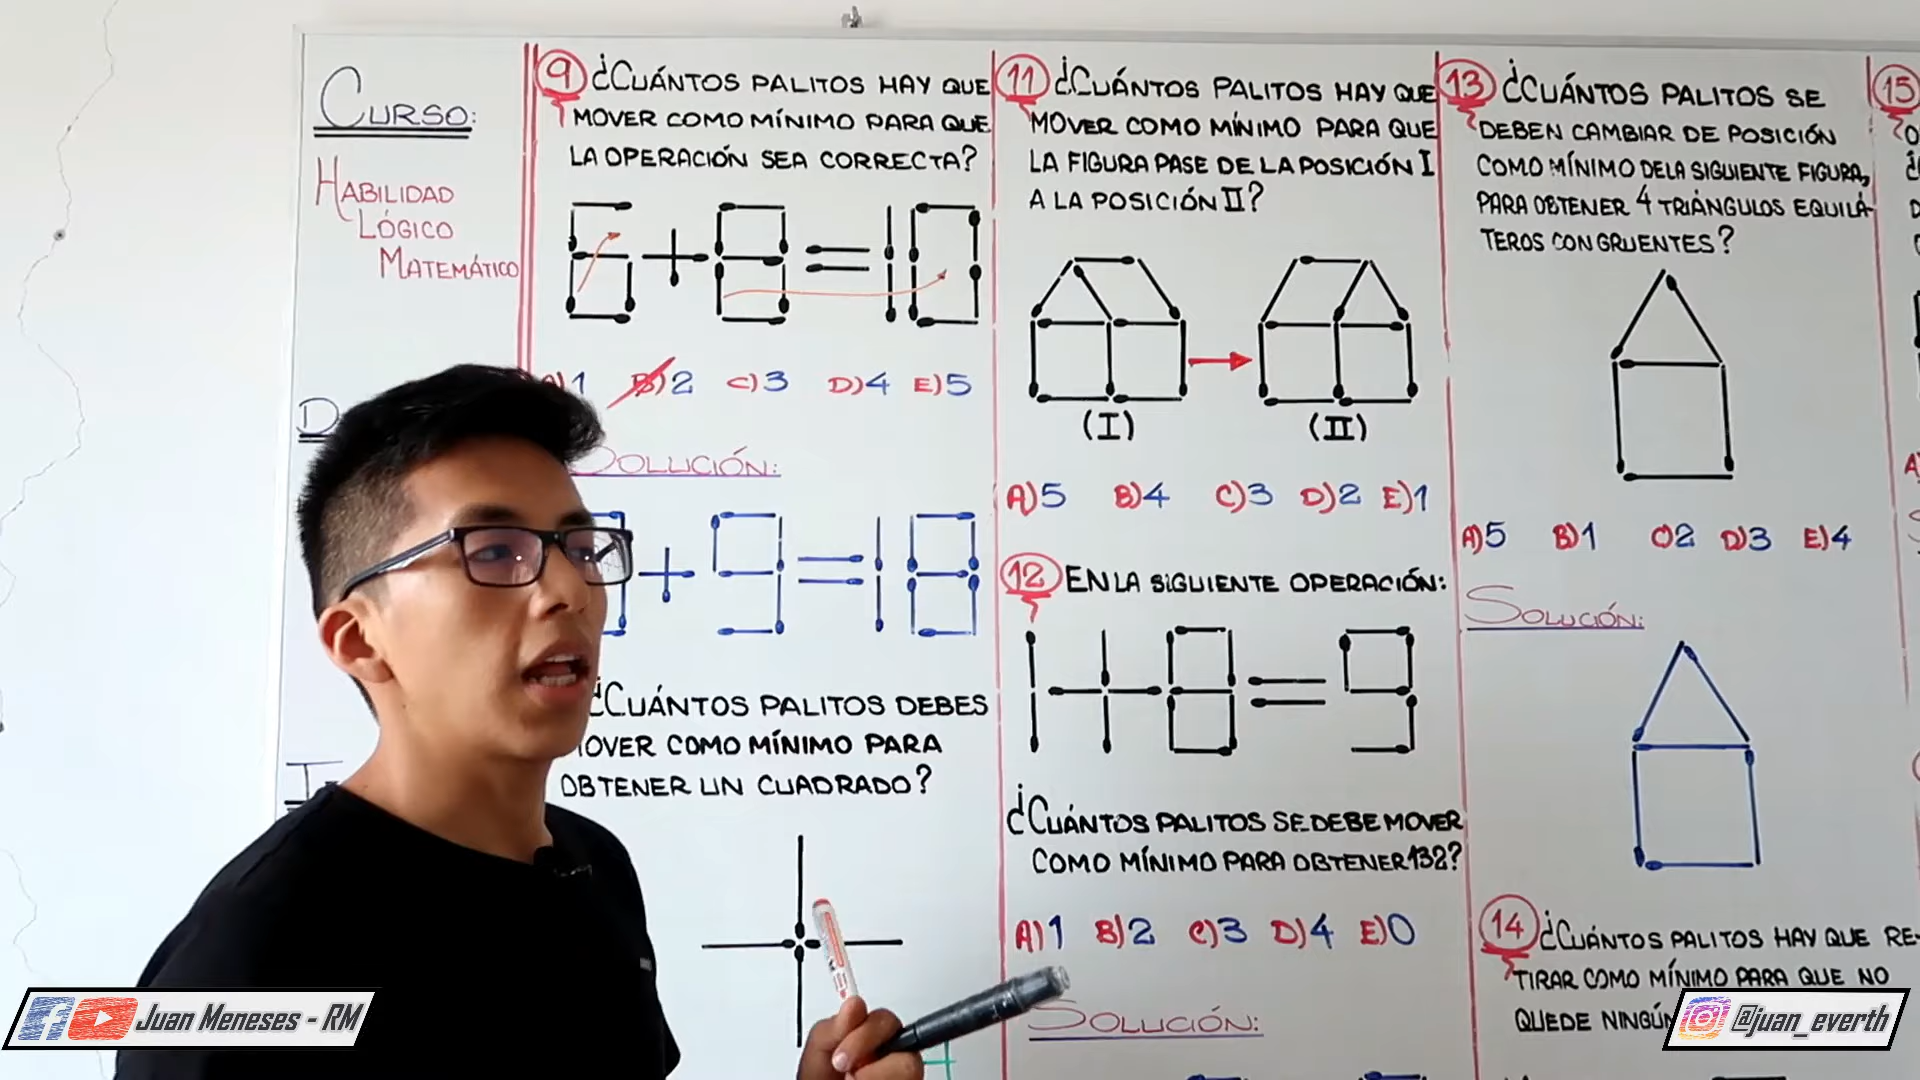 CURSO:
HABILIDAD
LÓGICO
MATEMÁTICO
9 ¿CUÁNTOS PALITOS HAY QUE
MOVER COMO MÍNIMO PARA QUE
LA OPERACIÓN SEA CORRECTA?
6+8=10
A)1 B)2 C)3 D)4 E)5
SOLUCIÓN:
+9=18
¿CUÁNTOS PALITOS DEBES
MOVER COMO MÍNIMO PARA
OBTENER UN CUADRADO?
11 ¿CUÁNTOS PALITOS HAY QUE
MOVER COMO MÍNIMO PARA QUE
LA FIGURA PASE DE LA POSICIÓN I
A LA POSICIÓN II?
(I) (II)
A)5 B)4 C)3 D)2 E)1
12 EN LA SIGUIENTE OPERACIÓN:
1+8=9
¿CUÁNTOS PALITOS SE DEBE MOVER
COMO MÍNIMO PARA OBTENER 132?
A)1 B)2 C)3 D)4 E)0
SOLUCIÓN:
13 ¿CUÁNTOS PALITOS SE
DEBEN CAMBIAR DE POSICIÓN
COMO MÍNIMO DE LA SIGUIENTE FIGURA,
PARA OBTENER 4 TRIÁNGULOS EQUILÁ-
TEROS CONGRUENTES?
A)5 B)1 C)2 D)3 E)4
SOLUCIÓN:
14 ¿CUÁNTOS PALITOS HAY QUE RE-
TIRAR COMO MÍNIMO PARA QUE NO
QUEDE NINGÚN
15
Juan Meneses - RM
@juan_everth